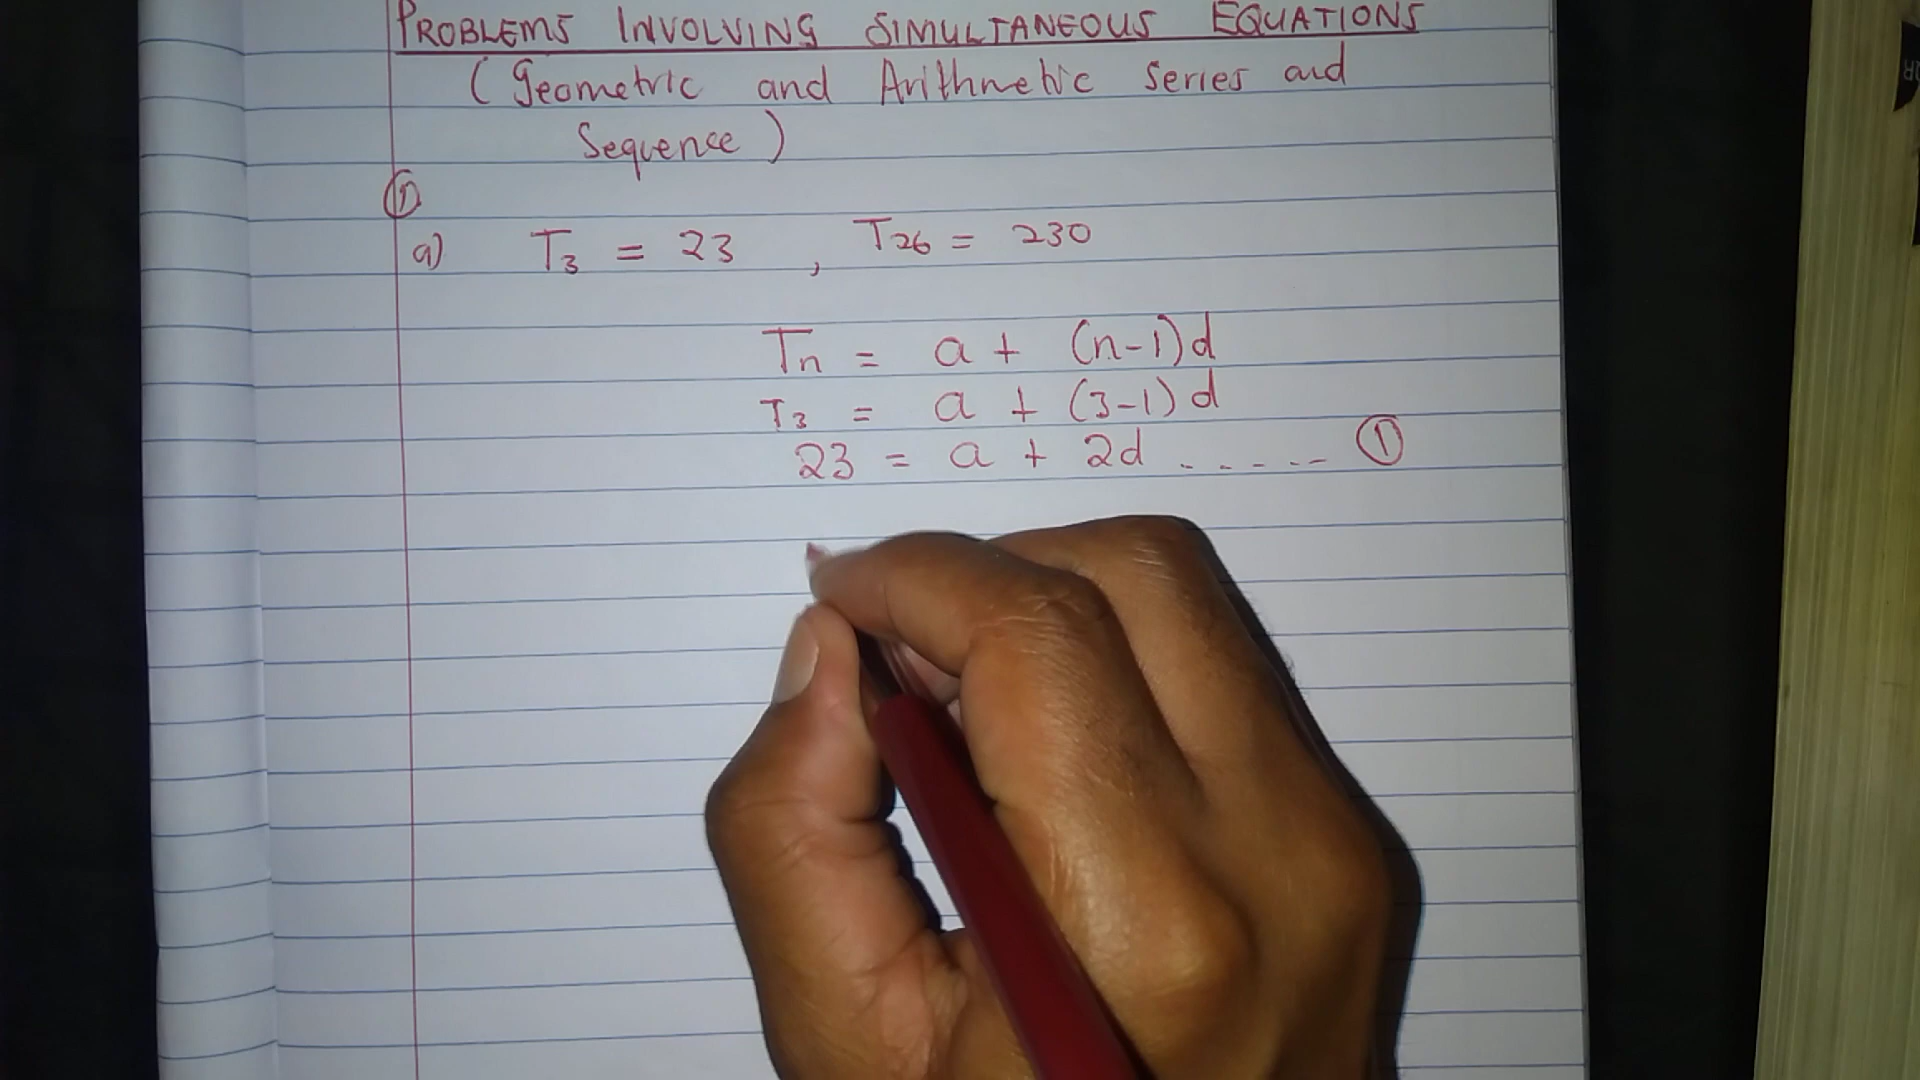 PROBLEMS INVOLVING SIMULTANEOUS EQUATIONS
(Geometric and Arithmetic Series and
Sequence)
1
a) T3 = 23 , T26 = 230
Tn = a + (n-1)d
T3 = a + (3-1)d
23 = a + 2d ----- 1